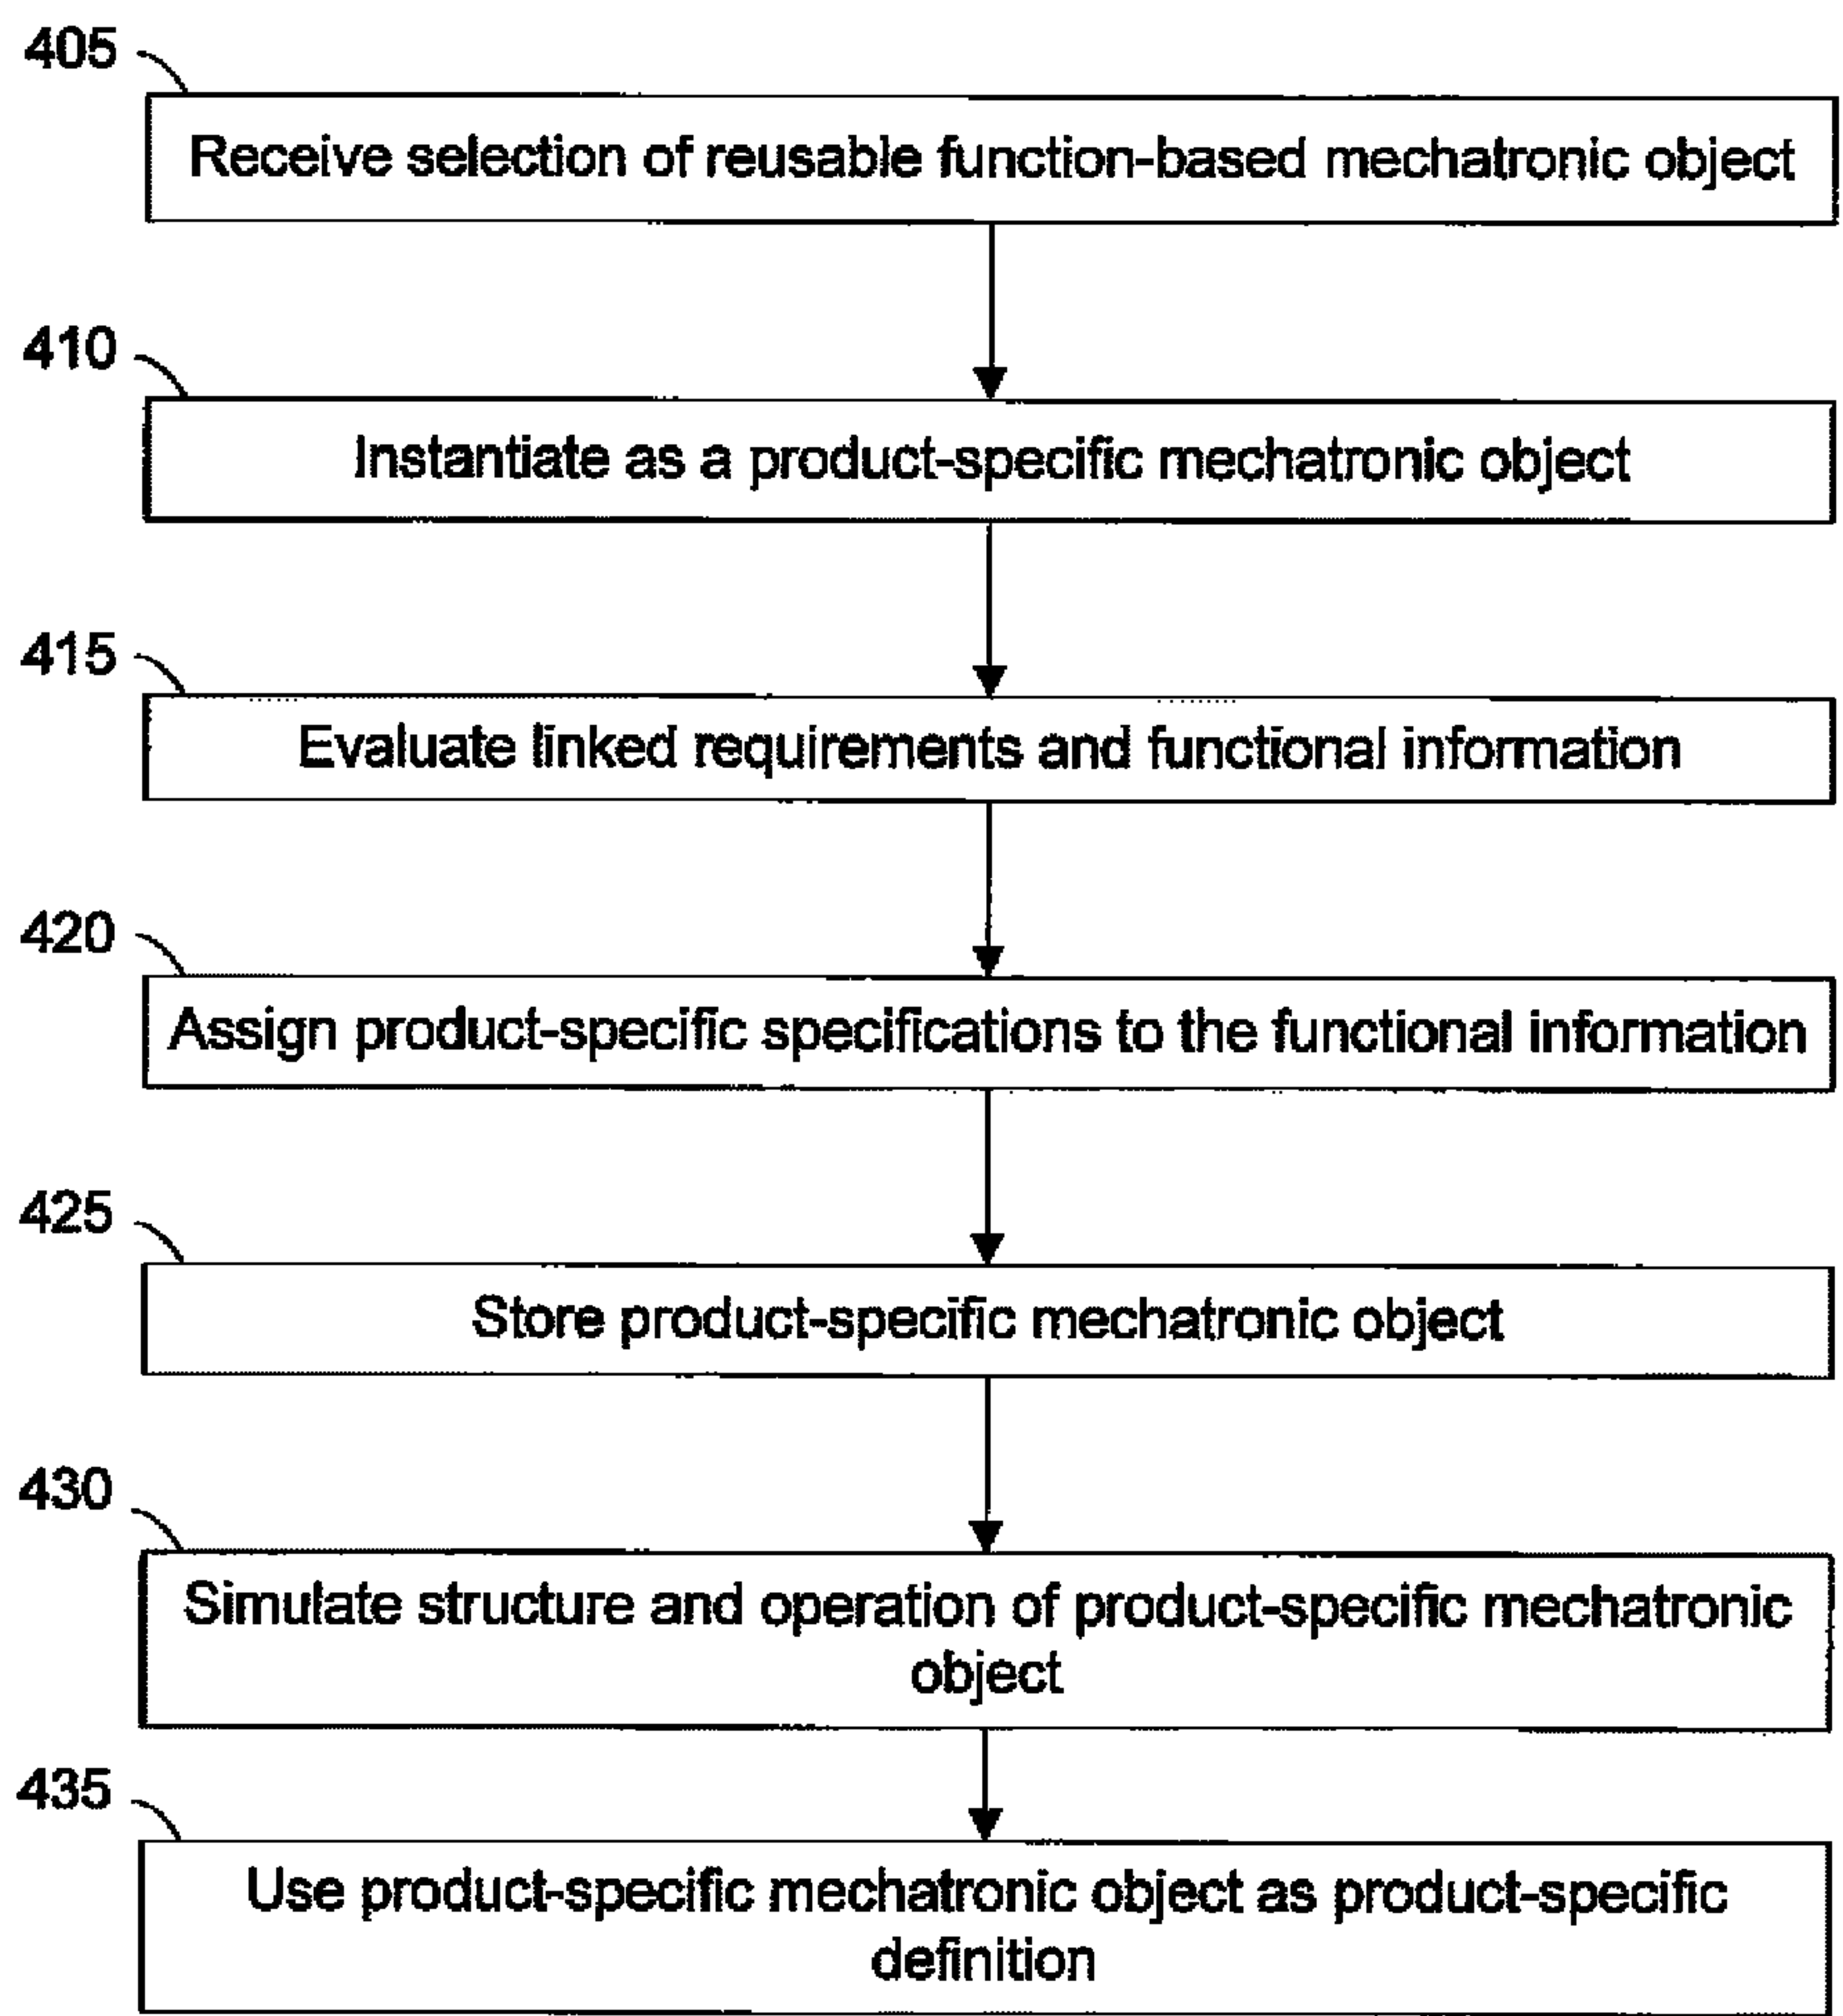 405
Receive selection of reusable function-based mechatronic object
410
Instantiate as a product-specific mechatronic object
415
Evaluate linked requirements and functional information
420
Assign product-specific specifications to the functional information
425
Store product-specific mechatronic object
430
Simulate structure and operation of product-specific mechatronic
object
435
Use product-specific mechatronic object as product-specific
definition